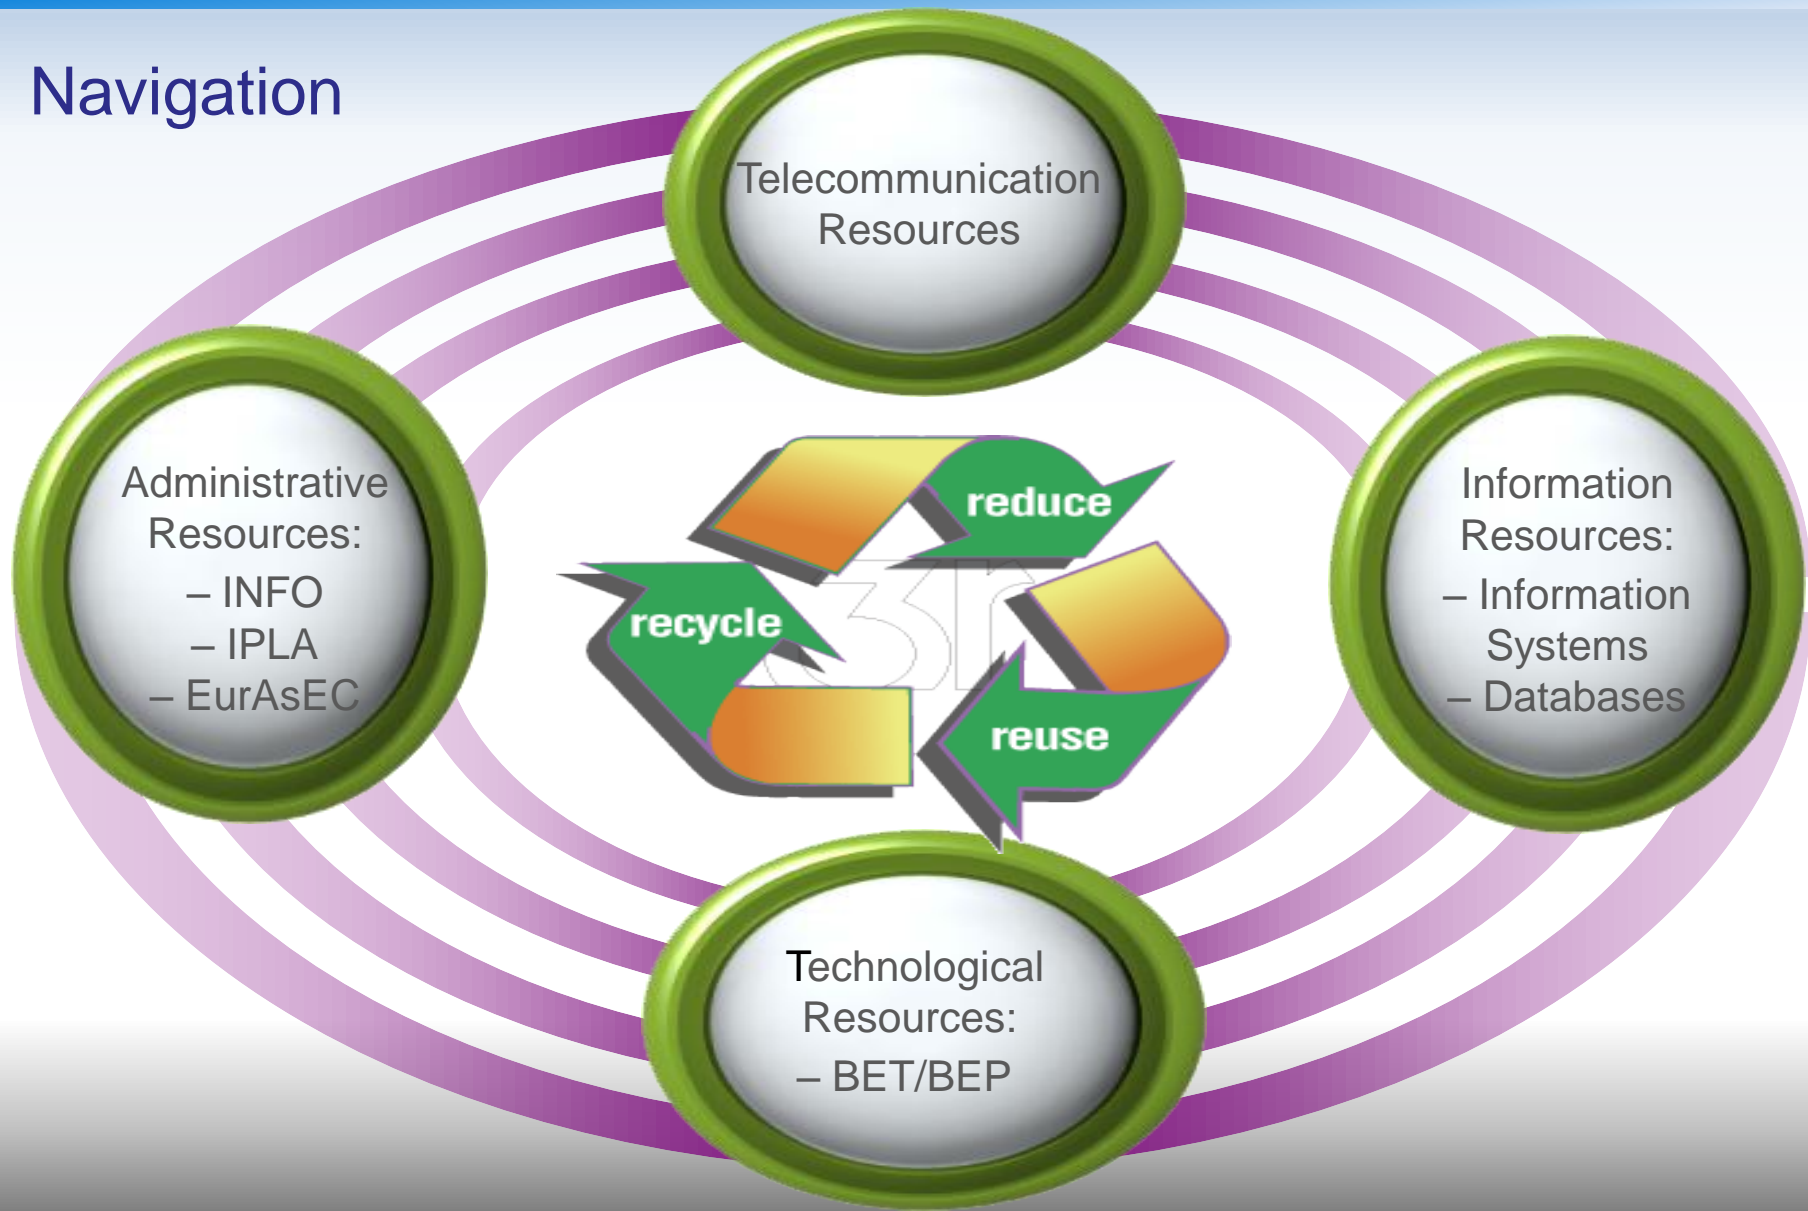 Navigation
Telecommunication
Resources
Administrative
Resources:
– INFO
– IPLA
– EurAsEC
Information
Resources:
– Information
Systems
– Databases
reduce
recycle
3r
reuse
Technological
Resources:
– BET/BEP